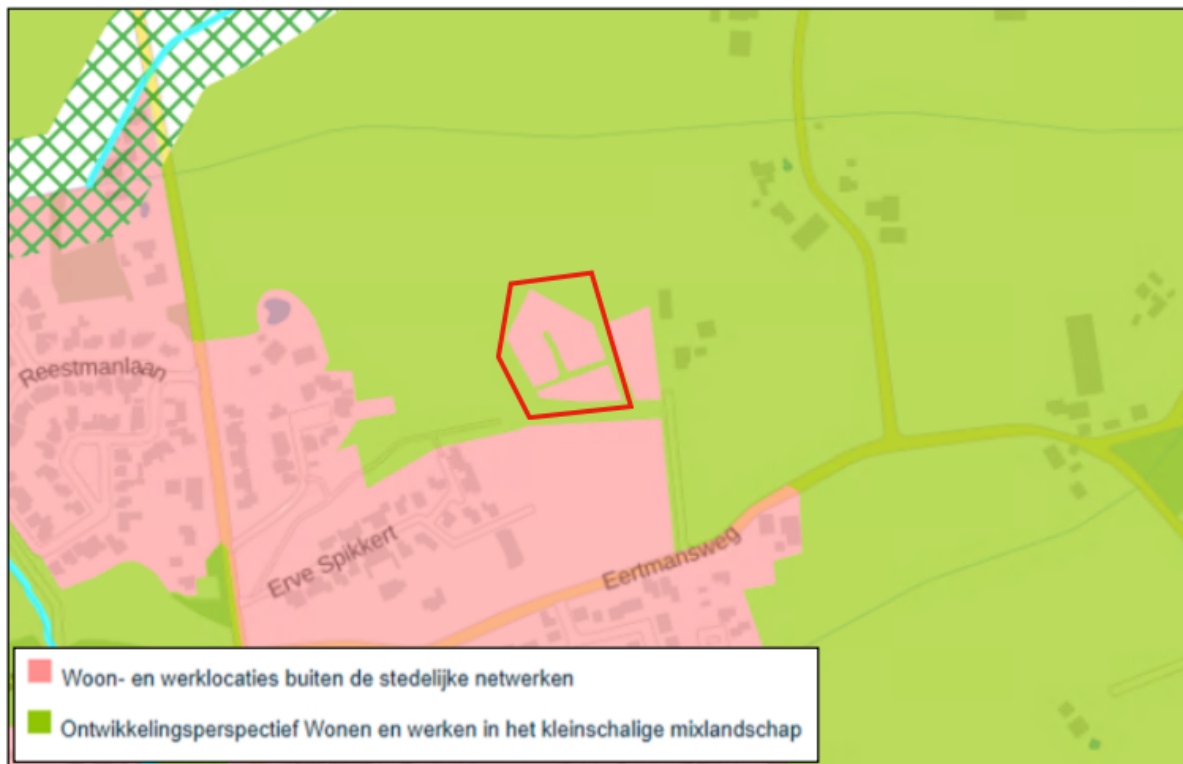 Reestmanlaan
Erve Spikkert
Eertmansweg
Woon- en werklocaties buiten de stedelijke netwerken
Ontwikkelingsperspectief Wonen en werken in het kleinschalige mixlandschap